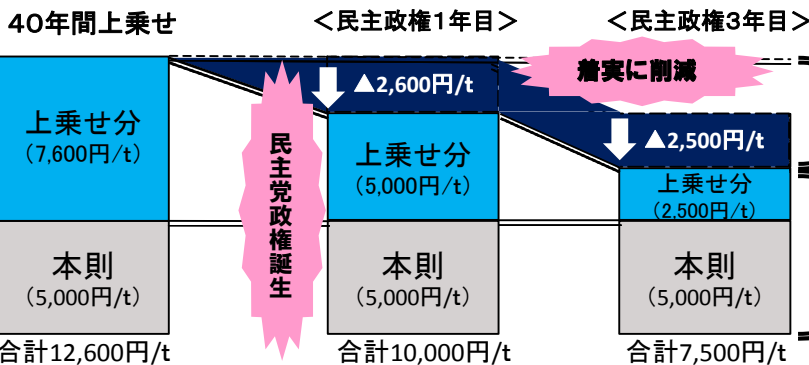 40年間上乗せ
＜民主政権1年目＞
＜民主政権3年目＞
着実に削減
▲2,600円/t
▲2,500円/t
民主党政権誕生
上乗せ分
(7,600円/t)
上乗せ分
(5,000円/t)
上乗せ分
(2,500円/t)
本則
(5,000円/t)
本則
(5,000円/t)
本則
(5,000円/t)
合計12,600円/t
合計10,000円/t
合計7,500円/t